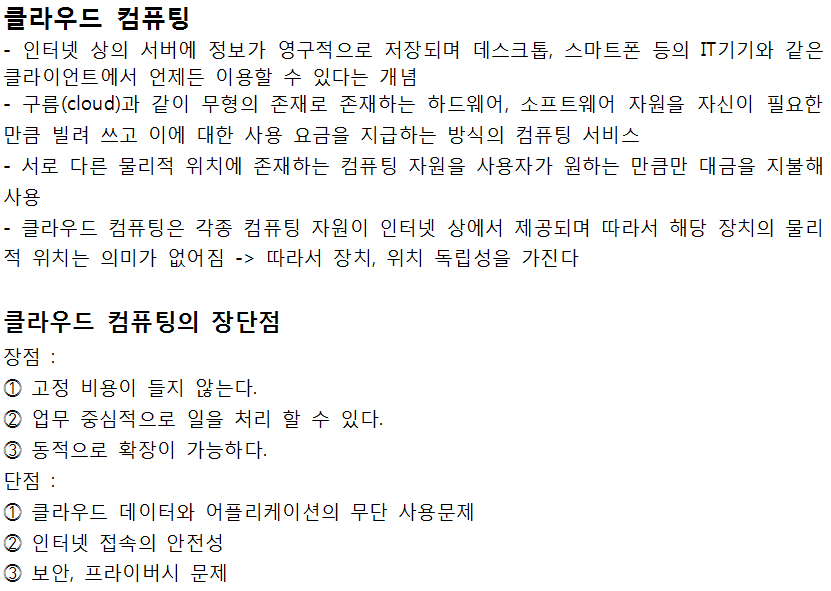 클라우드 컴퓨팅
- 인터넷 상의 서버에 정보가 영구적으로 저장되며 데스크톱, 스마트폰 등의 IT기기와 같은
클라이언트에서 언제든 이용할 수 있다는 개념
- 구름(cloud)과 같이 무형의 존재로 존재하는 하드웨어, 소프트웨어 자원을 자신이 필요한
만큼 빌려 쓰고 이에 대한 사용 요금을 지급하는 방식의 컴퓨팅 서비스
- 서로 다른 물리적 위치에 존재하는 컴퓨팅 자원을 사용자가 원하는 만큼만 대금을 지불해
사용
- 클라우드 컴퓨팅은 각종 컴퓨팅 자원이 인터넷 상에서 제공되며 따라서 해당 장치의 물리
적 위치는 의미가 없어짐 -> 따라서 장치, 위치 독립성을 가진다
클라우드 컴퓨팅의 장단점
장점 :
① 고정 비용이 들지 않는다.
② 업무 중심적으로 일을 처리 할 수 있다.
③ 동적으로 확장이 가능하다.
단점 :
① 클라우드 데이터와 어플리케이션의 무단 사용문제
② 인터넷 접속의 안전성
③ 보안, 프라이버시 문제